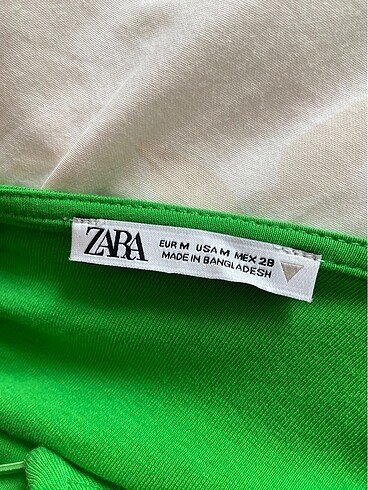 ZARA
EUR M USA M MEX 28
MADE IN BANGLADESH